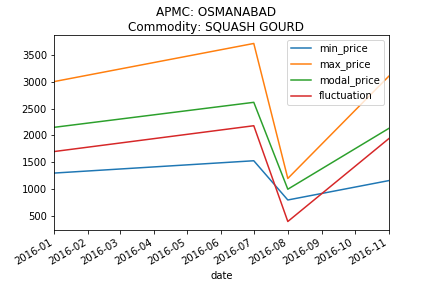 APMC: OSMANABAD
Commodity: SQUASH GOURD
min_price
max_price
modal_price
fluctuation
3500
3000
2500
2000
1500
1000
500
2016-01
2016-02
2016-03
2016-04
2016-05
2016-06
2016-07
2016-08
2016-09
2016-10
2016-11
date